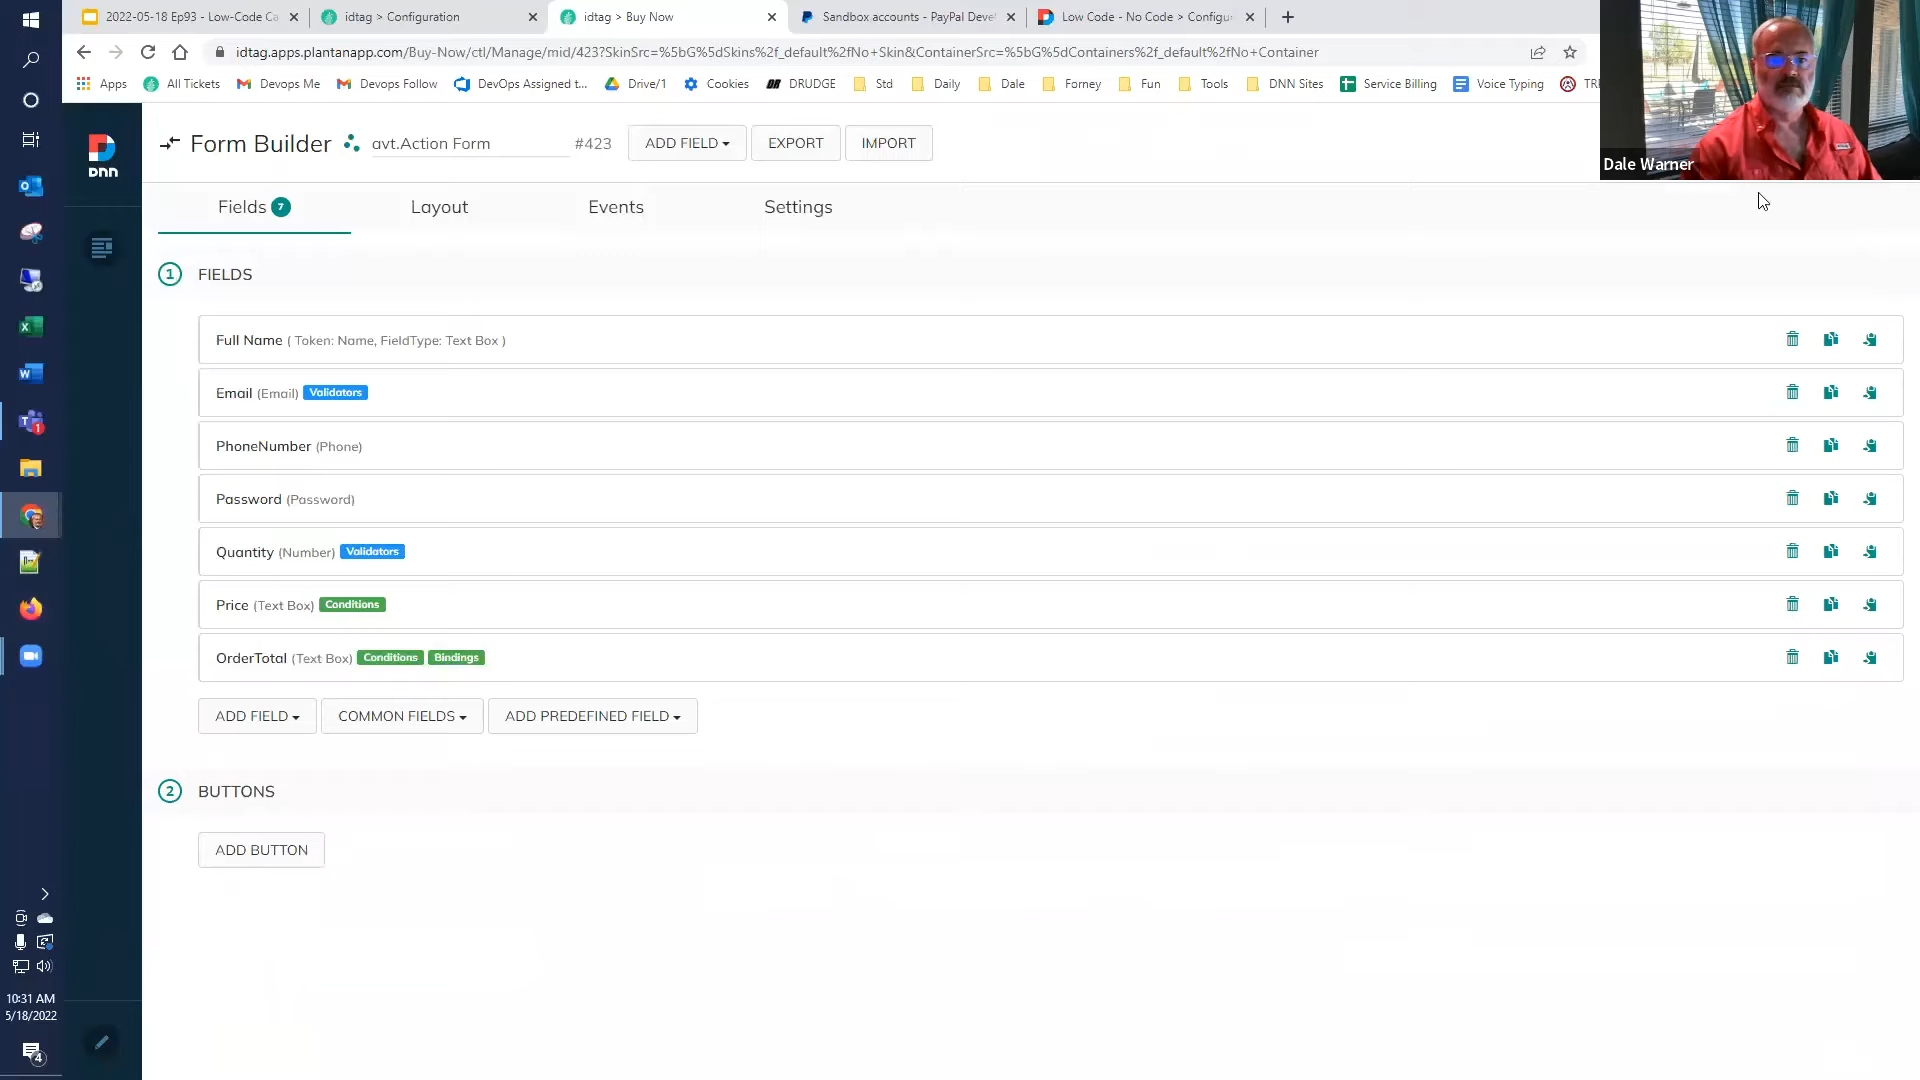 2022-05-18 Ep93 - Low-Code Ca
idtag > Configuration
idtag > Buy Now
Sandbox accounts - PayPal Deve
Low Code - No Code > Configu
idtag.apps.plantanapp.com/Buy-Now/ctl/Manage/mid/423?SkinSrc=%5bG%5dSkins%2f_default%2fNo+Skin&ContainerSrc=%5bG%5dContainers%2f_default%2fNo+Container
Apps
All Tickets
Devops Me
Devops Follow
DevOps Assigned t...
Drive/1
Cookies
DRUDGE
Std
Daily
Dale
Forney
Fun
Tools
DNN Sites
Service Billing
Voice Typing
TRE
Dale Warner
DNN
Form Builder
avt.Action Form
#423
ADD FIELD
EXPORT
IMPORT
Fields 7
Layout
Events
Settings
1 FIELDS
Full Name ( Token: Name, FieldType: Text Box )
Email (Email) Validators
PhoneNumber (Phone)
Password (Password)
Quantity (Number) Validators
Price (Text Box) Conditions
OrderTotal (Text Box) Conditions Bindings
ADD FIELD
COMMON FIELDS
ADD PREDEFINED FIELD
2 BUTTONS
ADD BUTTON
10:31 AM
5/18/2022
4